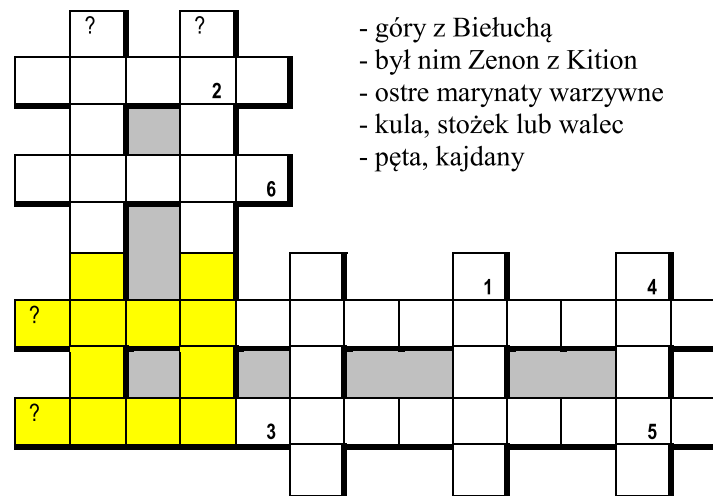 ? ?
- góry z Biełuchą
- był nim Zenon z Kition
2
- ostre marynaty warzywne
- kula, stożek lub walec
- pęta, kajdany
6
1 4
?
? 3 5